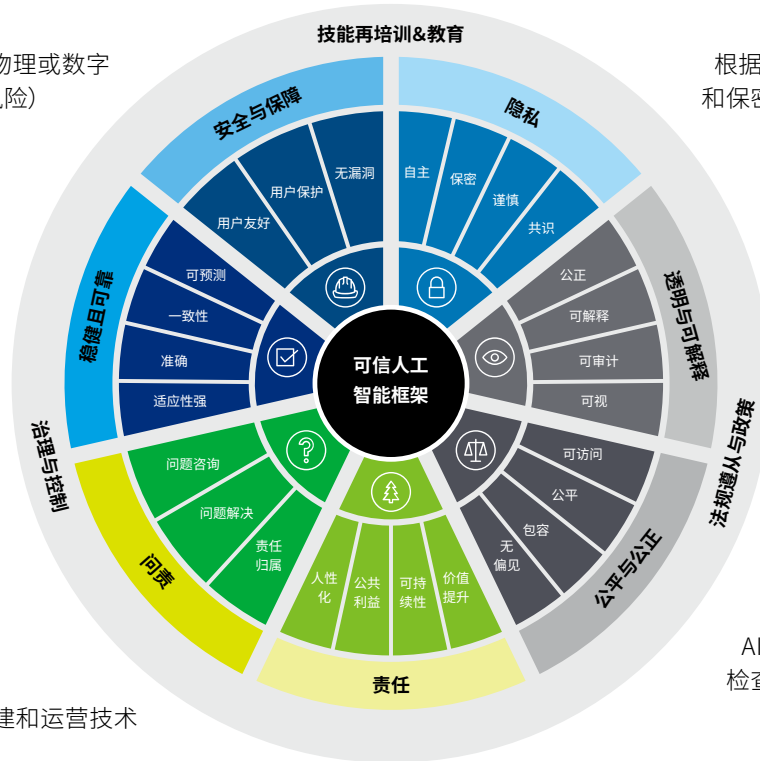 技能再培训&教育
物理或数字
风险）
根据
和保密
安全与保障
隐私
无漏洞
用户保护
用户友好
自主
保密
谨慎
共识
稳健且可靠
可预测
一致性
准确
适应性强
透明与可解释
公正
可解释
可审计
可视
可信人工
智能框架
治理与控制
法规遵从与政策
问责
问题咨询
问题解决
责任
归属
公平与公正
可访问
公平
包容
无
偏见
人性
化
公共
利益
可持
续性
价值
提升
责任
建和运营技术
AI
检查